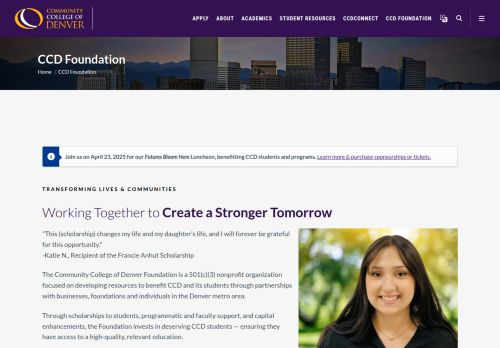 COMMUNITY
COLLEGE OF
DENVER
APPLY ABOUT ACADEMICS STUDENT RESOURCES CCDCONNECT CCD FOUNDATION
CCD Foundation
Home / CCD Foundation
Join us on April 23, 2025 for our Futures Bloom Here Luncheon, benefitting CCD students and programs. Learn more & purchase sponsorships or tickets.
TRANSFORMING LIVES & COMMUNITIES
Working Together to Create a Stronger Tomorrow
"This (scholarship) changes my life and my daughter's life, and I will forever be grateful
for this opportunity."
-Katie N., Recipient of the Francie Anhut Scholarship
The Community College of Denver Foundation is a 501(c)(3) nonprofit organization
focused on developing resources to benefit CCD and its students through partnerships
with businesses, foundations and individuals in the Denver metro area.
Through scholarships to students, programmatic and faculty support, and capital
enhancements, the Foundation invests in deserving CCD students — ensuring they
have access to a high-quality, relevant education.